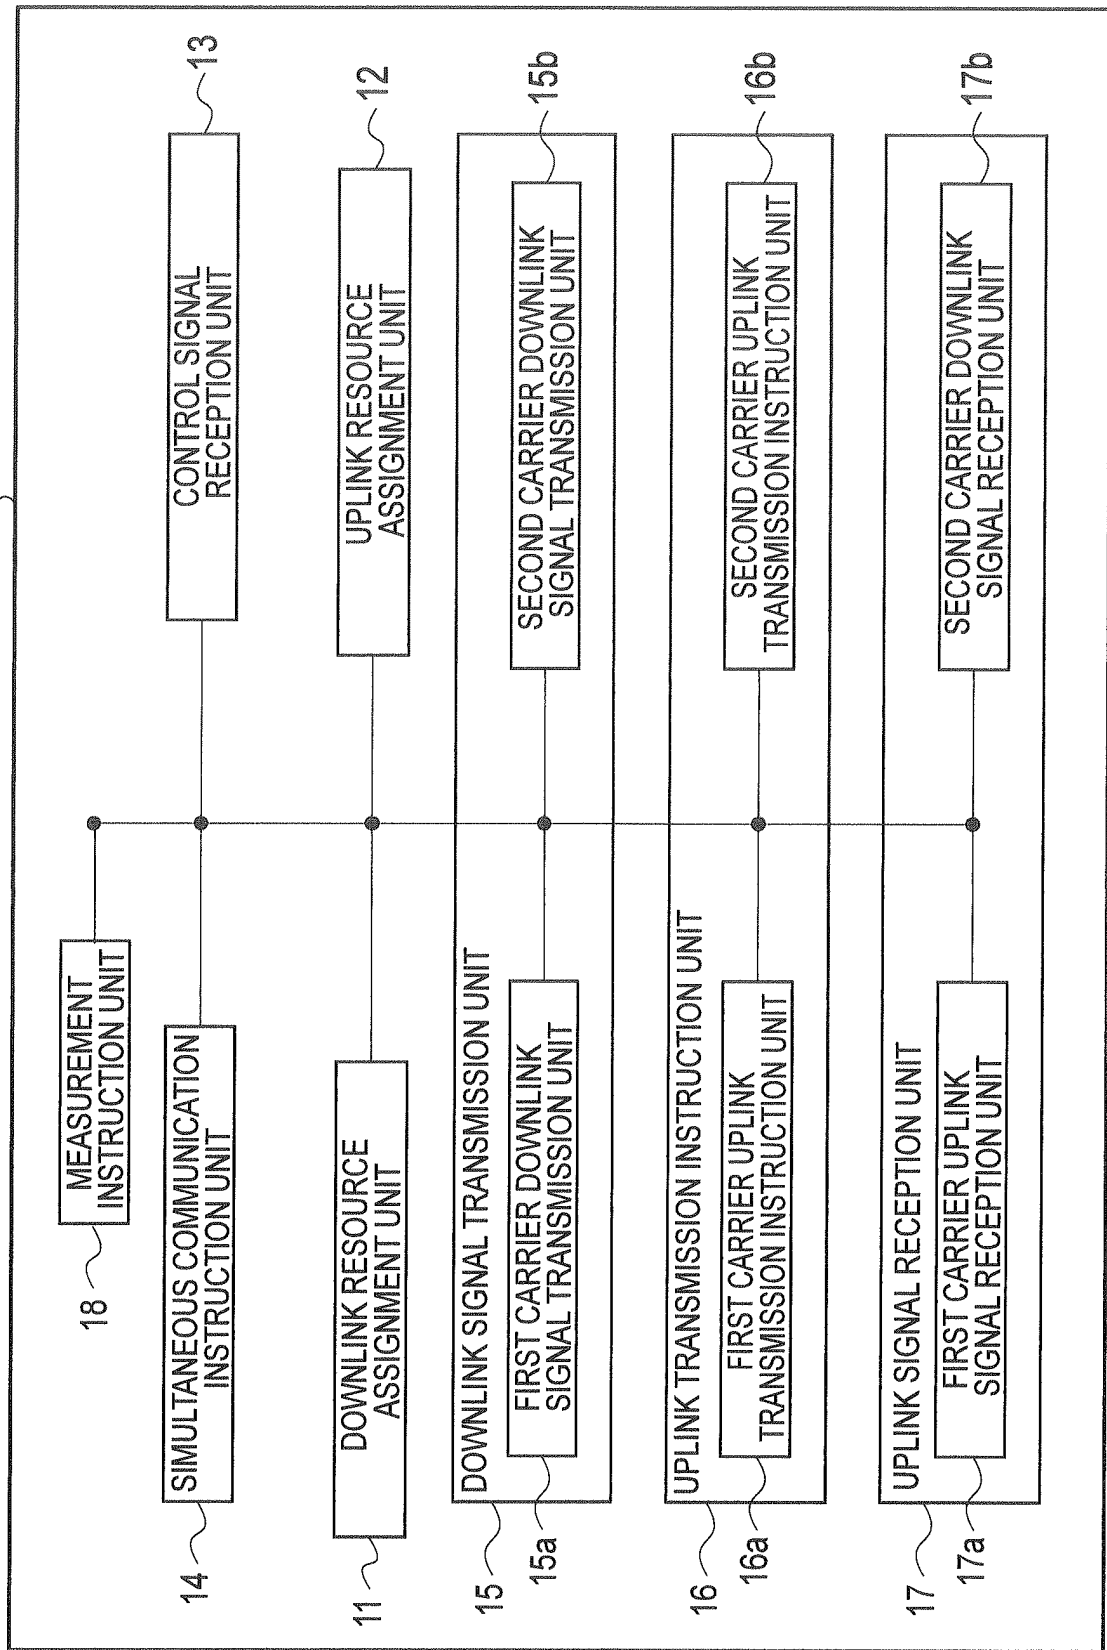 18
MEASUREMENT
INSTRUCTION UNIT
14
SIMULTANEOUS COMMUNICATION
INSTRUCTION UNIT
CONTROL SIGNAL
RECEPTION UNIT
13
11
DOWNLINK RESOURCE
ASSIGNMENT UNIT
UPLINK RESOURCE
ASSIGNMENT UNIT
12
15
DOWNLINK SIGNAL TRANSMISSION UNIT
15a
FIRST CARRIER DOWNLINK
SIGNAL TRANSMISSION UNIT
SECOND CARRIER DOWNLINK
SIGNAL TRANSMISSION UNIT
15b
16
UPLINK TRANSMISSION INSTRUCTION UNIT
16a
FIRST CARRIER UPLINK
TRANSMISSION INSTRUCTION UNIT
SECOND CARRIER UPLINK
TRANSMISSION INSTRUCTION UNIT
16b
17
UPLINK SIGNAL RECEPTION UNIT
17a
FIRST CARRIER UPLINK
SIGNAL RECEPTION UNIT
SECOND CARRIER DOWNLINK
SIGNAL RECEPTION UNIT
17b